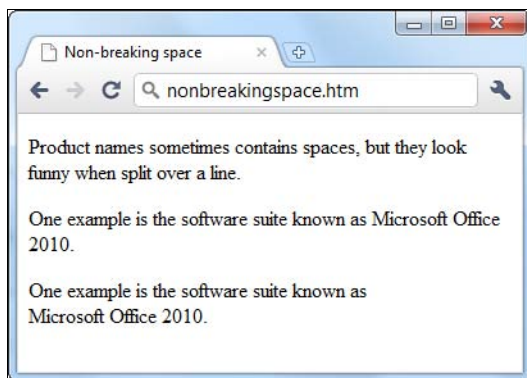 Non-breaking space
nonbreakingspace.htm
Product names sometimes contains spaces, but they look
funny when split over a line.
One example is the software suite known as Microsoft Office
2010.
One example is the software suite known as
Microsoft Office 2010.